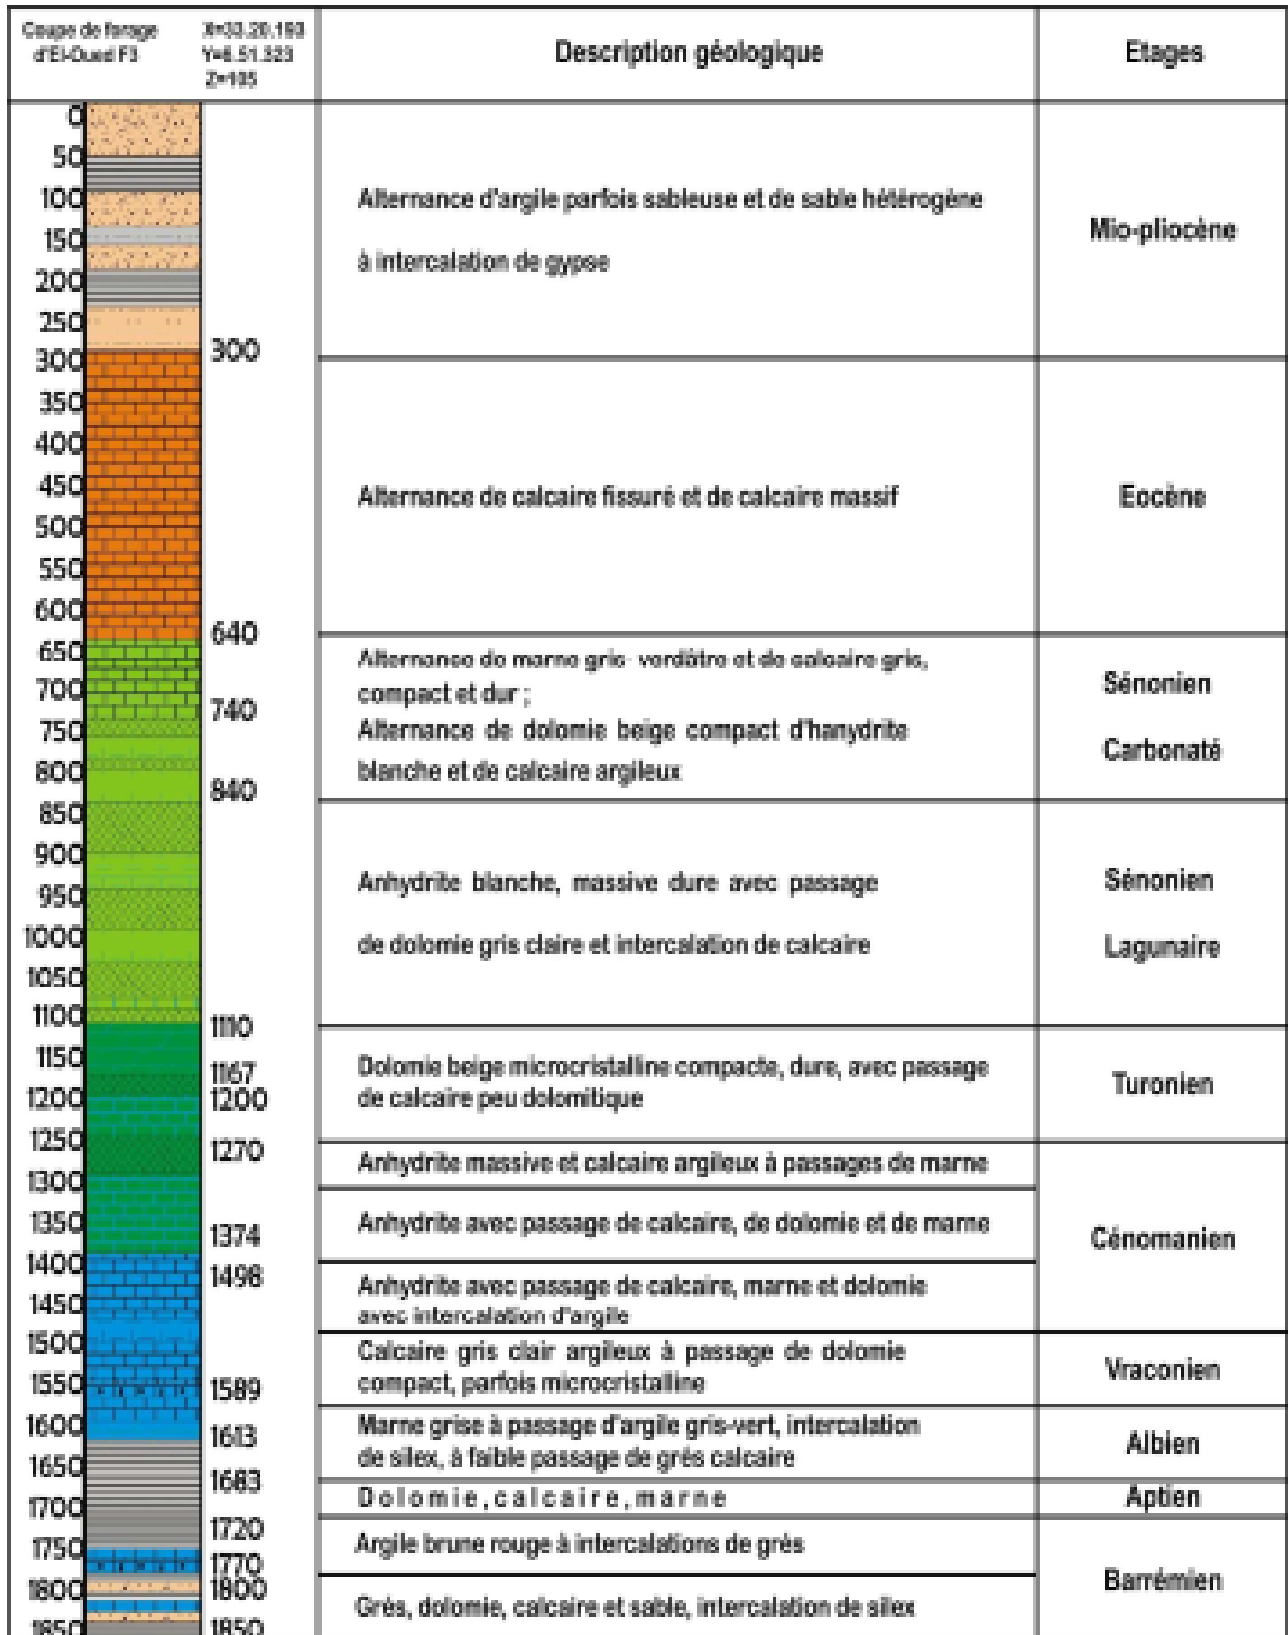 Coupe de forage
d'El-Oued F3
X=33.20.193
Y=6.51.323
Z=105
Description géologique
Etages
0
50
100
150
200
250
300
350
400
450
500
550
600
650
700
750
800
850
900
950
1000
1050
1100
1150
1200
1250
1300
1350
1400
1450
1500
1550
1600
1650
1700
1750
1800
1850
300
640
740
840
1110
1167
1200
1270
1374
1498
1589
1613
1683
1720
1770
1800
1850
Alternance d'argile parfois sableuse et de sable hétérogène
à intercalation de gypse
Mio-pliocène
Alternance de calcaire fissuré et de calcaire massif
Eocène
Alternance de marne gris- verdâtre et de calcaire gris,
compact et dur ;
Alternance de dolomie beige compact d'hanydrite
blanche et de calcaire argileux
Sénonien
Carbonaté
Anhydrite blanche, massive dure avec passage
de dolomie gris claire et intercalation de calcaire
Sénonien
Lagunaire
Dolomie beige microcristalline compacte, dure, avec passage
de calcaire peu dolomitique
Turonien
Anhydrite massive et calcaire argileux à passages de marne
Anhydrite avec passage de calcaire, de dolomie et de marne
Anhydrite avec passage de calcaire, marne et dolomie
avec intercalation d'argile
Cénomanien
Calcaire gris clair argileux à passage de dolomie
compact, parfois microcristalline
Vraconien
Marne grise à passage d'argile gris-vert, intercalation
de silex, à faible passage de grés calcaire
Albien
Dolomie, calcaire, marne
Aptien
Argile brune rouge à intercalations de grès
Grès, dolomie, calcaire et sable, intercalation de silex
Barrémien